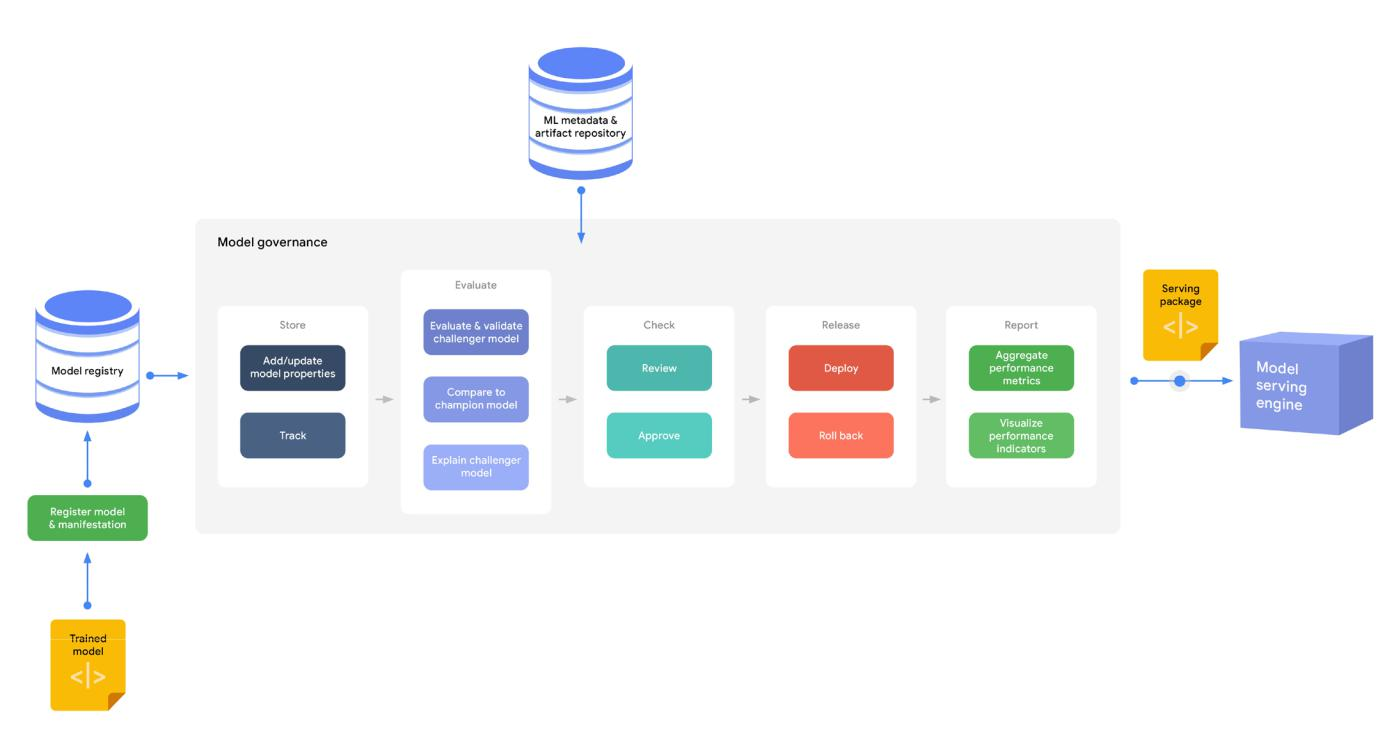 ML metadata &
artifact repository
Model governance
Model registry
Register model
& manifestation
Trained
model
<|>
Store
Add/update
model properties
Track
Evaluate
Evaluate & validate
challenger model
Compare to
champion model
Explain challenger
model
Check
Review
Approve
Release
Deploy
Roll back
Report
Aggregate
performance
metrics
Visualize
performance
indicators
Serving
package
<|>
Model
serving
engine